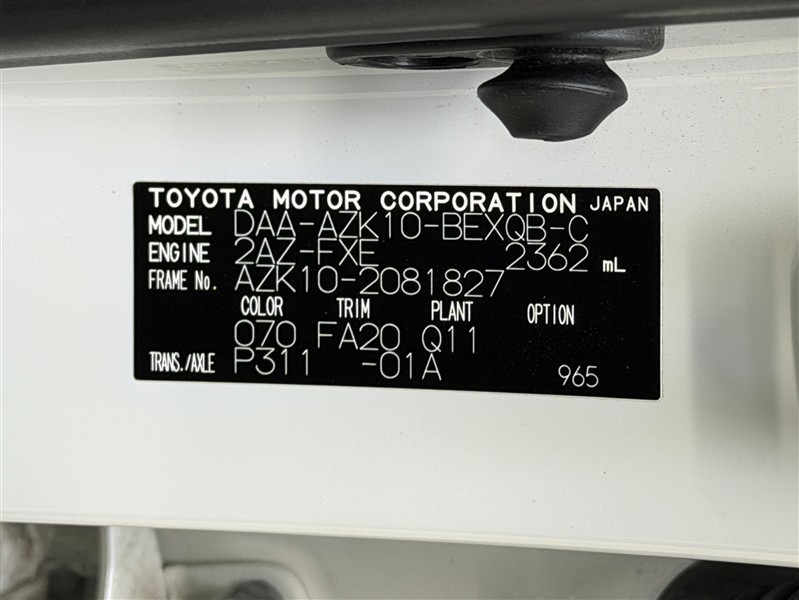 TOYOTA MOTOR CORPORATION JAPAN
MODEL DAA-AZK10-BEXQB-C
ENGINE 2AZ-FXE 2362 mL
FRAME No. AZK10-2081827
COLOR TRIM PLANT OPTION
070 FA20 Q11
TRANS./AXLE P311 -01A 965